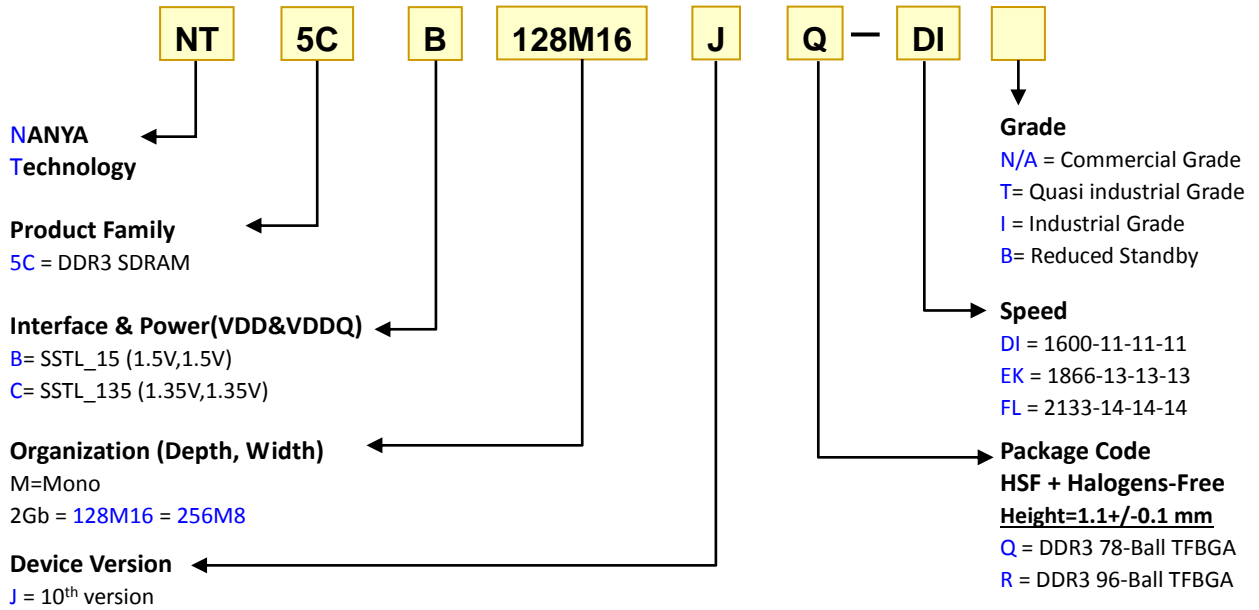 NT 5C B 128M16 J Q – DI
NANYA
Technology
Product Family
5C = DDR3 SDRAM
Interface & Power(VDD&VDDQ)
B= SSTL_15 (1.5V,1.5V)
C= SSTL_135 (1.35V,1.35V)
Organization (Depth, Width)
M=Mono
2Gb = 128M16 = 256M8
Device Version
J = 10th version
Grade
N/A = Commercial Grade
T= Quasi industrial Grade
I = Industrial Grade
B= Reduced Standby
Speed
DI = 1600-11-11-11
EK = 1866-13-13-13
FL = 2133-14-14-14
Package Code
HSF + Halogens-Free
Height=1.1+/-0.1 mm
Q = DDR3 78-Ball TFBGA
R = DDR3 96-Ball TFBGA